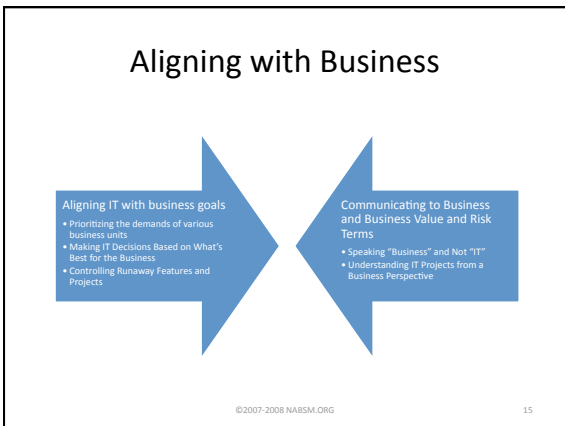 Aligning with Business
Aligning IT with business goals
• Prioritizing the demands of various
business units
• Making IT Decisions Based on What's
Best for the Business
• Controlling Runaway Features and
Projects
Communicating to Business
and Business Value and Risk
Terms
• Speaking "Business" and Not "IT"
• Understanding IT Projects from a
Business Perspective
©2007-2008 NABSM.ORG
15